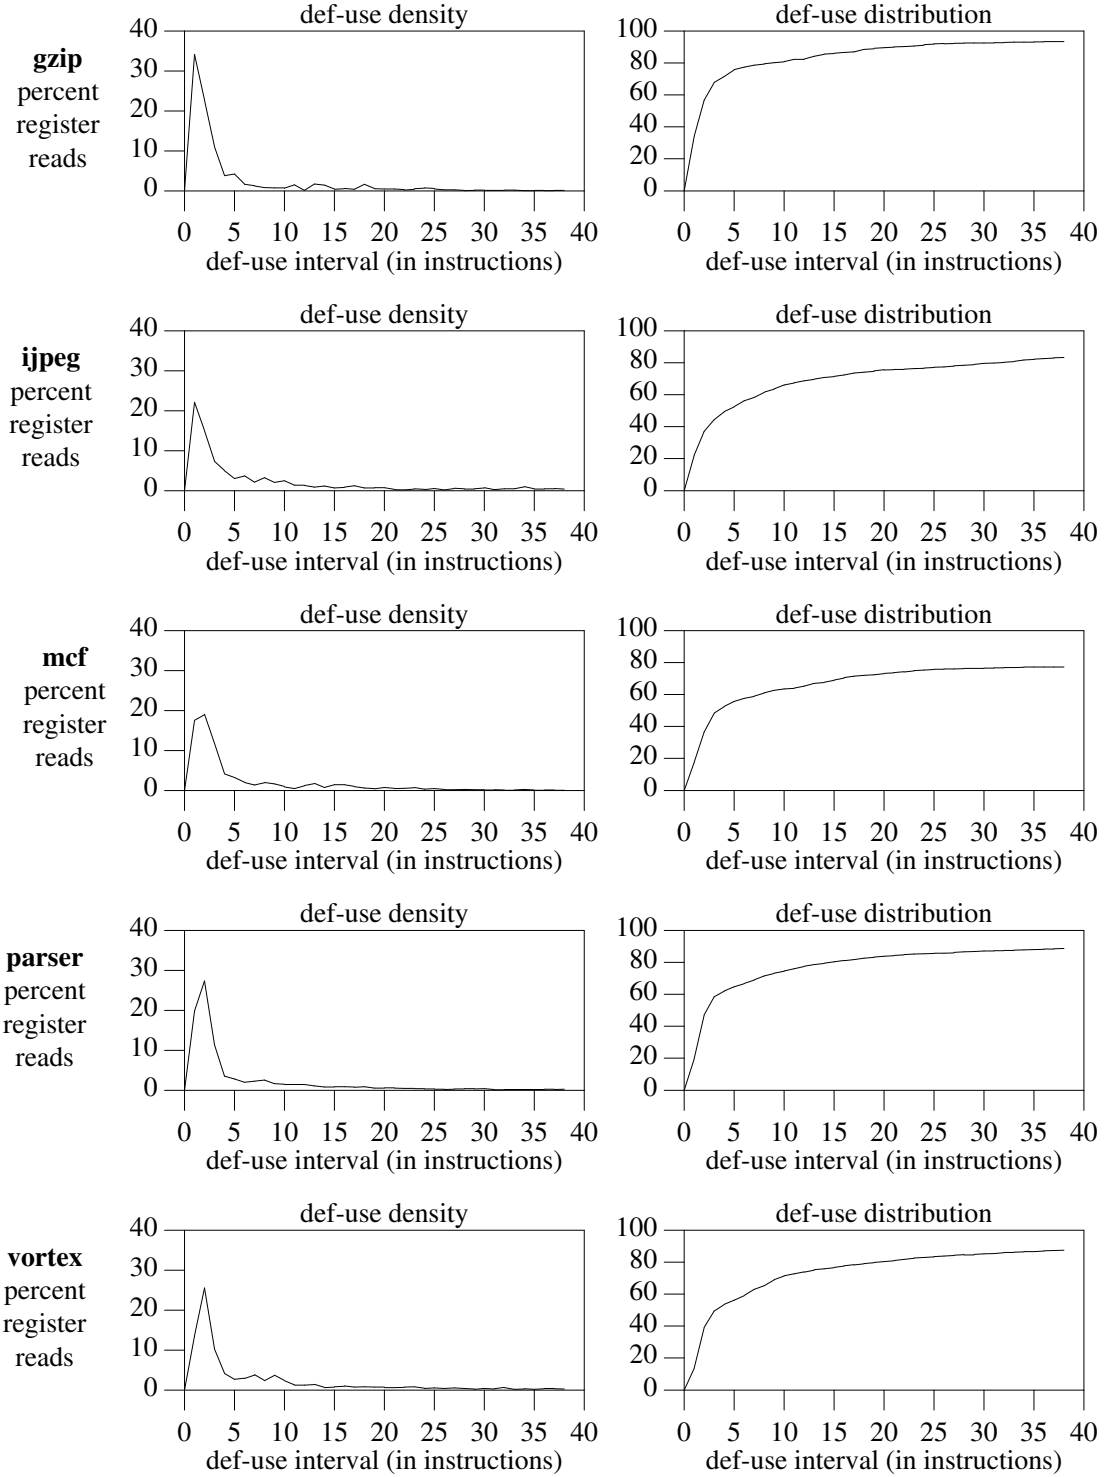 def-use density
def-use distribution
gzip
percent
register
reads
40
30
20
10
0
0 5 10 15 20 25 30 35 40
def-use interval (in instructions)
100
80
60
40
20
0
0 5 10 15 20 25 30 35 40
def-use interval (in instructions)
def-use density
def-use distribution
ijpeg
percent
register
reads
40
30
20
10
0
0 5 10 15 20 25 30 35 40
def-use interval (in instructions)
100
80
60
40
20
0
0 5 10 15 20 25 30 35 40
def-use interval (in instructions)
def-use density
def-use distribution
mcf
percent
register
reads
40
30
20
10
0
0 5 10 15 20 25 30 35 40
def-use interval (in instructions)
100
80
60
40
20
0
0 5 10 15 20 25 30 35 40
def-use interval (in instructions)
def-use density
def-use distribution
parser
percent
register
reads
40
30
20
10
0
0 5 10 15 20 25 30 35 40
def-use interval (in instructions)
100
80
60
40
20
0
0 5 10 15 20 25 30 35 40
def-use interval (in instructions)
def-use density
def-use distribution
vortex
percent
register
reads
40
30
20
10
0
0 5 10 15 20 25 30 35 40
def-use interval (in instructions)
100
80
60
40
20
0
0 5 10 15 20 25 30 35 40
def-use interval (in instructions)